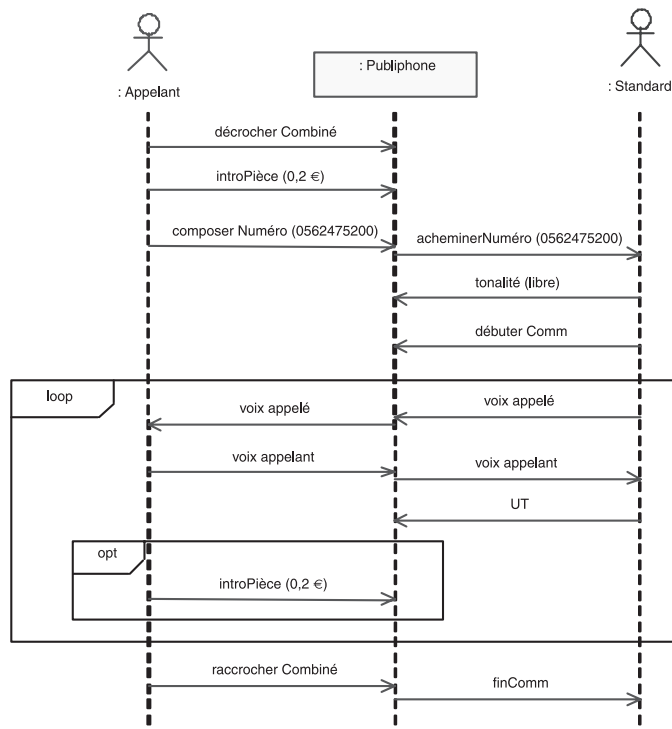 : Appelant
: Publiphone
: Standard
décrocher Combiné
introPièce (0,2 €)
composer Numéro (0562475200)
acheminerNuméro (0562475200)
tonalité (libre)
débuter Comm
loop
voix appelé
voix appelé
voix appelant
voix appelant
UT
opt
introPièce (0,2 €)
raccrocher Combiné
finComm